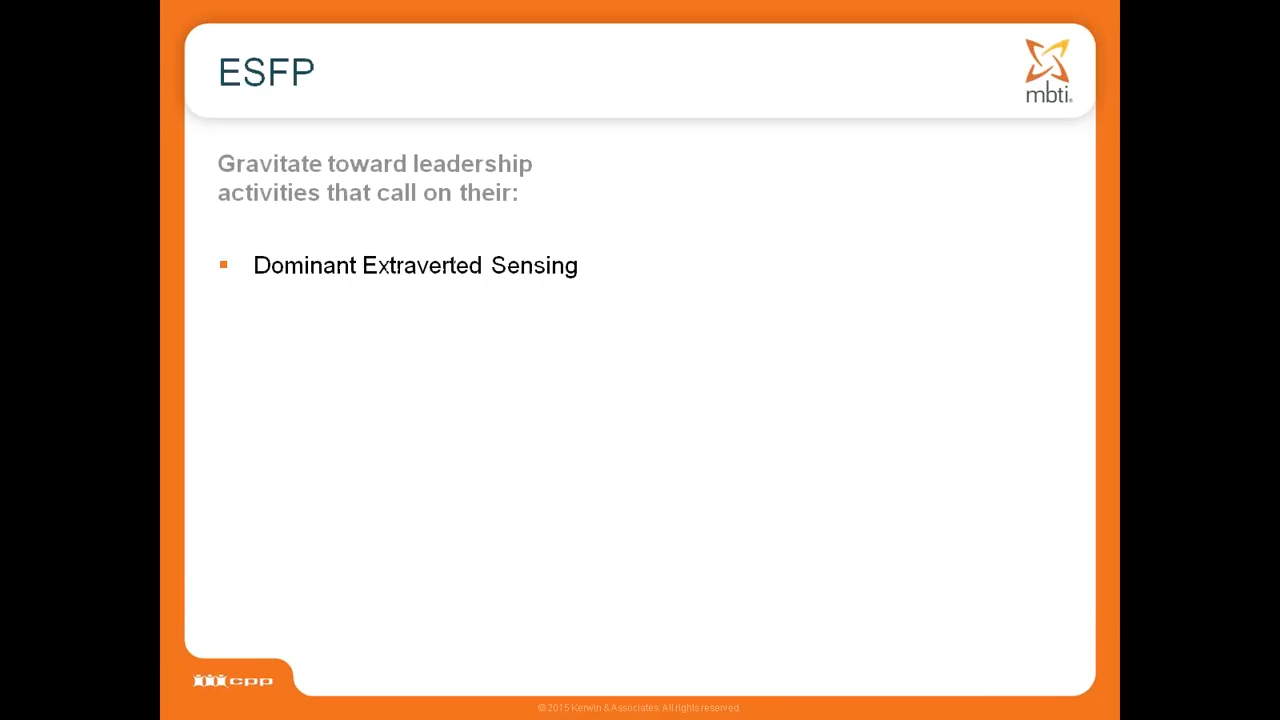 ESFP
mbti®
Gravitate toward leadership
activities that call on their:
Dominant Extraverted Sensing
cpp
© 2015 Kerwin & Associates. All rights reserved.